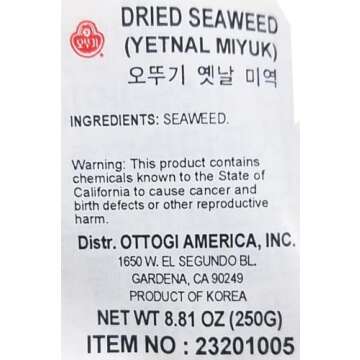 오뚜기
DRIED SEAWEED
(YETNAL MIYUK)
오뚜기 옛날 미역
INGREDIENTS: SEAWEED.
Warning: This product contains
chemicals known to the State of
California to cause cancer and
birth defects or other reproductive
harm.
Distr. OTTOGI AMERICA, INC.
1650 W. EL SEGUNDO BL.
GARDENA, CA 90249
PRODUCT OF KOREA
NET WT 8.81 OZ (250G)
ITEM NO : 23201005